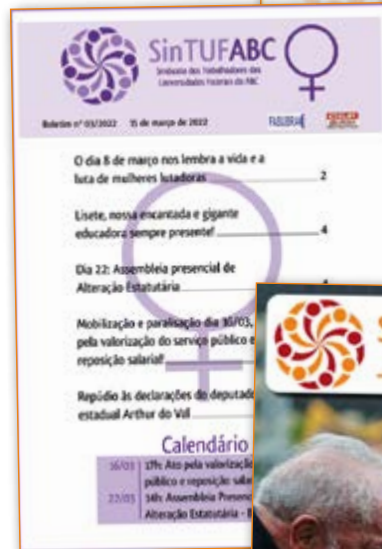 SinTUFABC
Sindicato dos Trabalhadores das
Universidades Federais do ABC
Boletim nº 03/2022 15 de março de 2022
FASUBRA
O dia 8 de março nos lembra a vida e a
luta de mulheres lutadoras 2
Lisete, nossa encantada e gigante
educadora sempre presente! 4
Dia 22: Assembleia presencial de
Alteração Estatutária
Mobilização e paralisação dia 16/03,
pela valorização do serviço público e
reposição salarial!
Repúdio às declarações do deputado
estadual Arthur do Val
Calendário
16/03 17h: Ato pela valorização
público e reposição
22/03 14h: Assembleia
Alteração Estatutária -